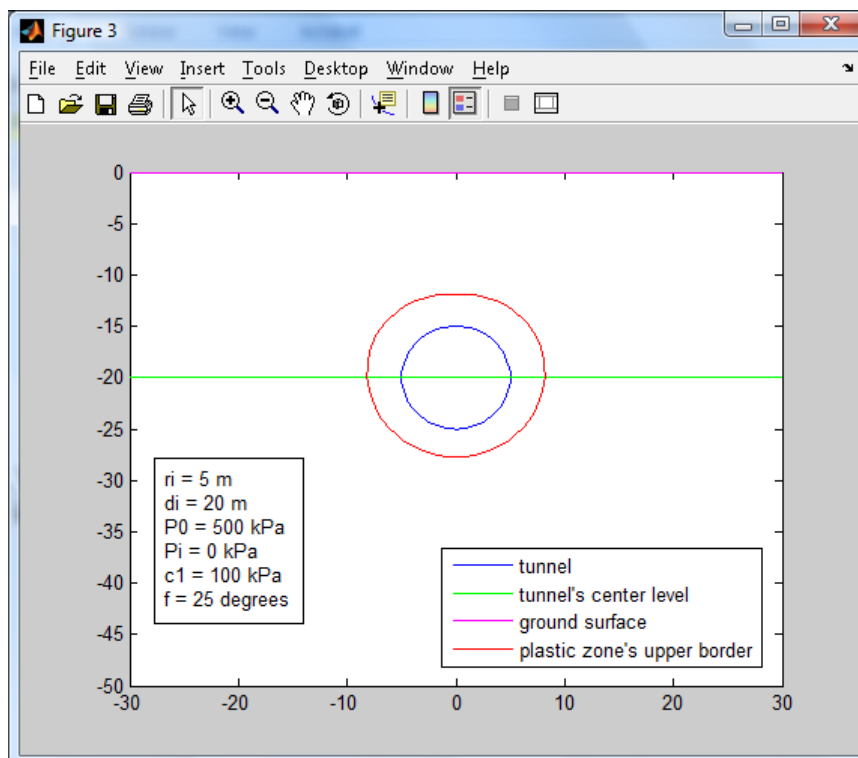 Figure 3
File Edit View Insert Tools Desktop Window Help
0
-5
-10
-15
-20
-25
-30
-35
-40
-45
-50
-30 -20 -10 0 10 20 30
ri = 5 m
di = 20 m
P0 = 500 kPa
Pi = 0 kPa
c1 = 100 kPa
f = 25 degrees
tunnel
tunnel's center level
ground surface
plastic zone's upper border